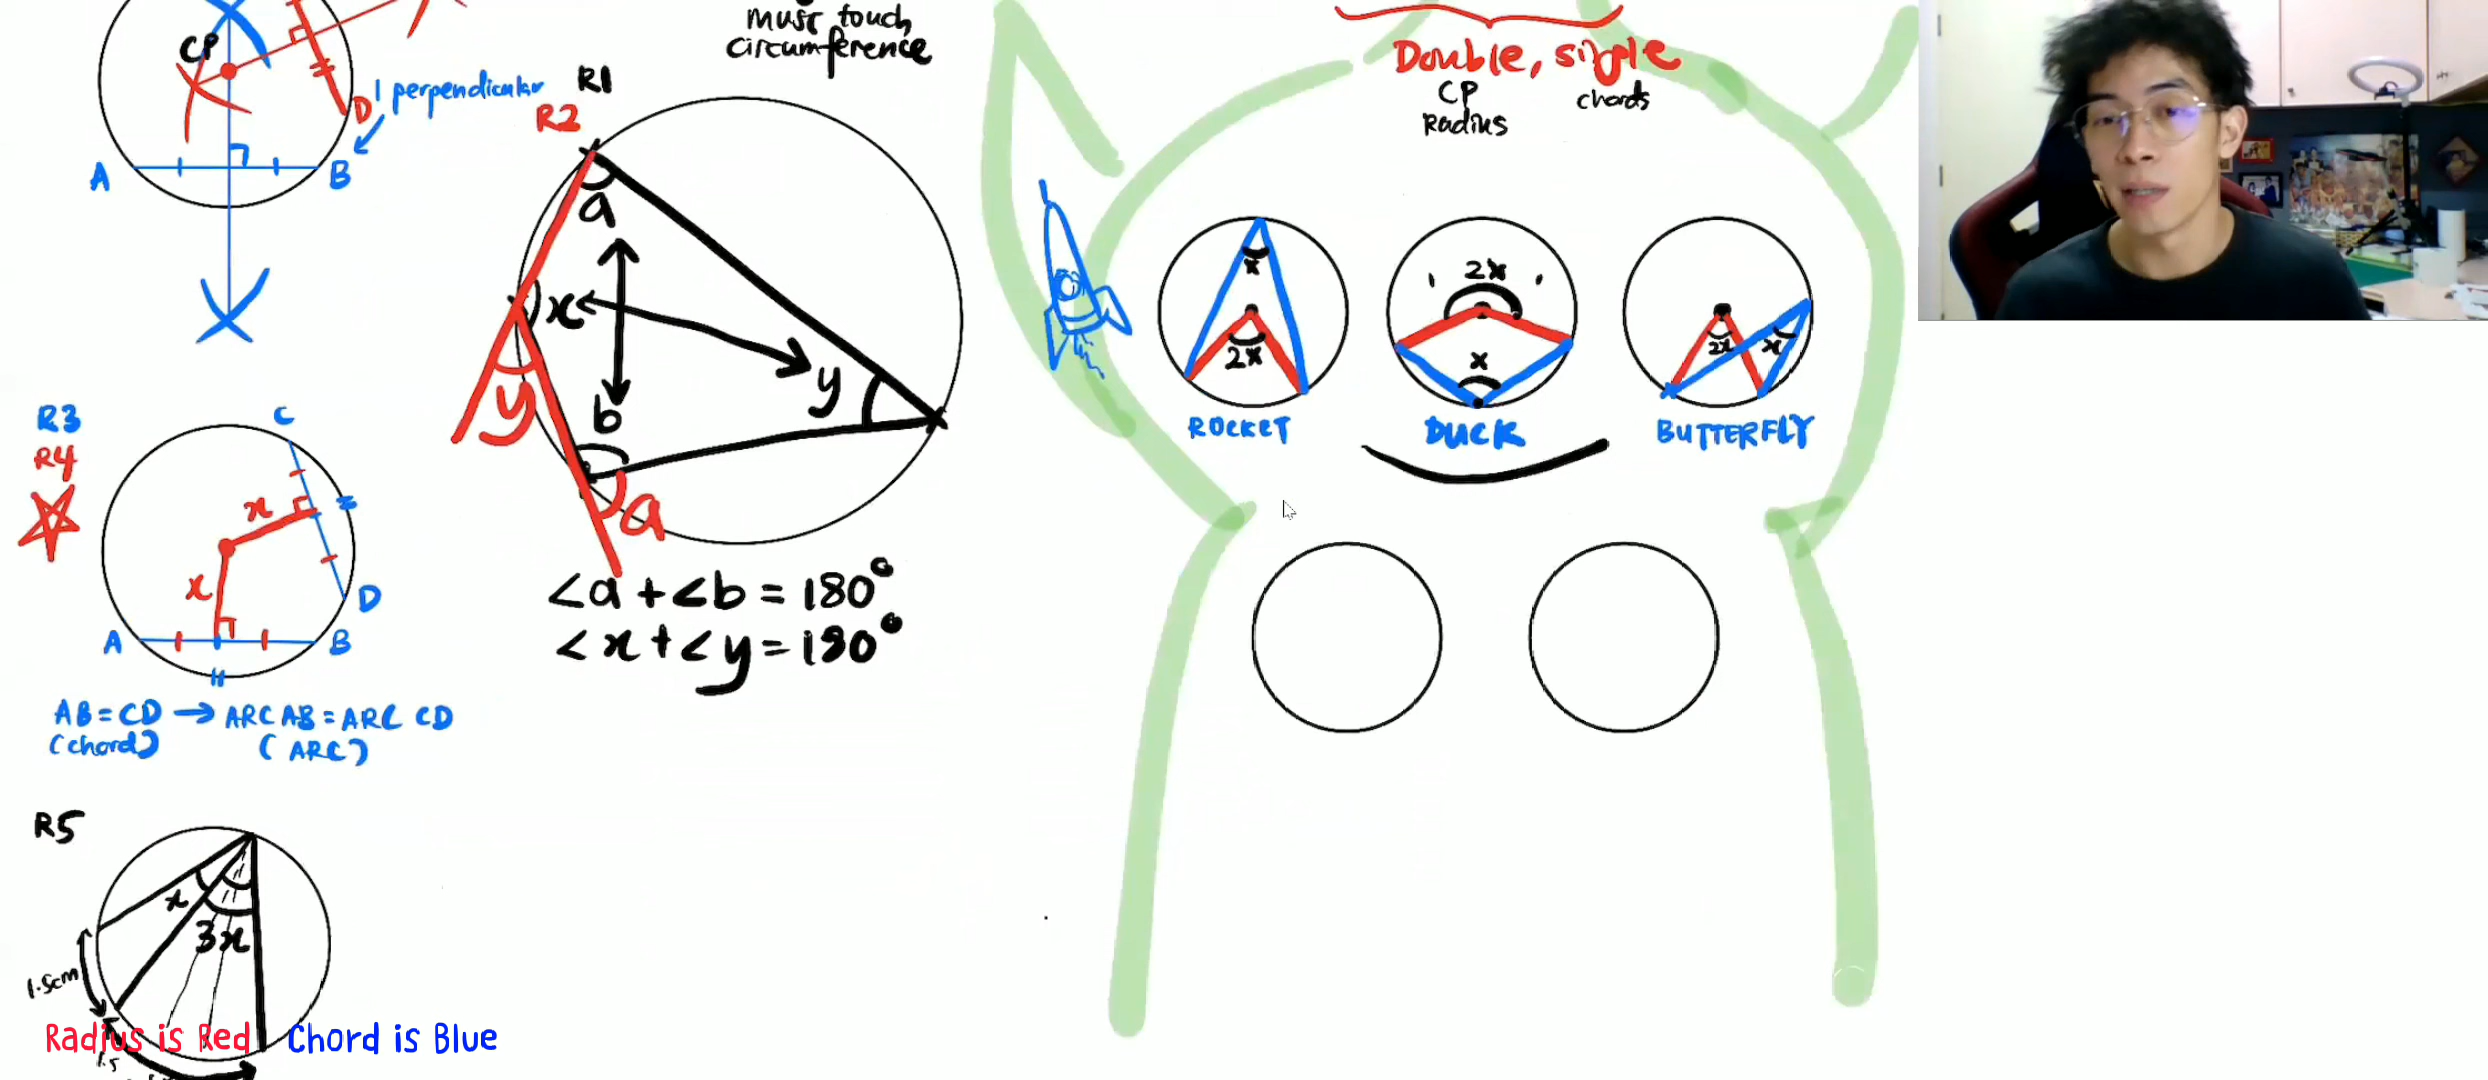 must touch
circumference
CP
1 perpendicular
D
A
B
R1
R2
a
x
y
b
y
a
<a + <b = 180°
<x + <y = 180°
R3
R4
C
x
x
D
A
B
AB = CD → ARC AB = ARC CD
(chord) (ARC)
R5
x
3x
1.5cm
1.5
Radius is Red Chord is Blue
Double, single
CP chords
Radius
x
2x
ROCKET
2x
x
DUCK
2x
x
BUTTERFLY